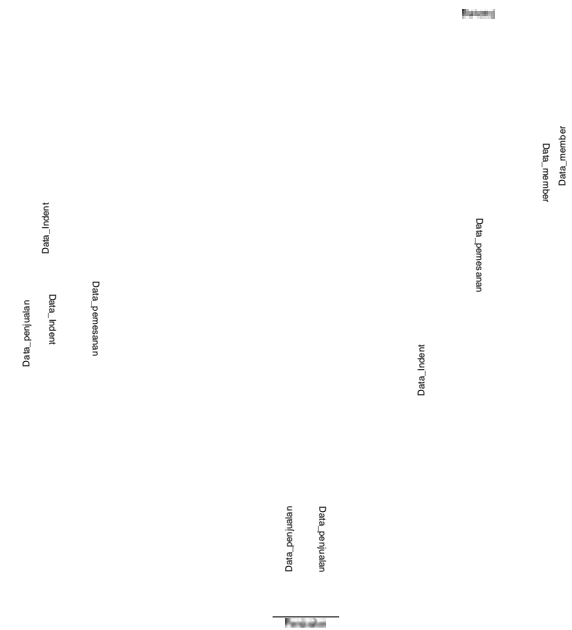 Data_member
Data_member
Data_Indent
Data_pemesanan
Data_pemesanan
Data_Indent
Data_penjualan
Data_Indent
Data_penjualan
Data_penjualan